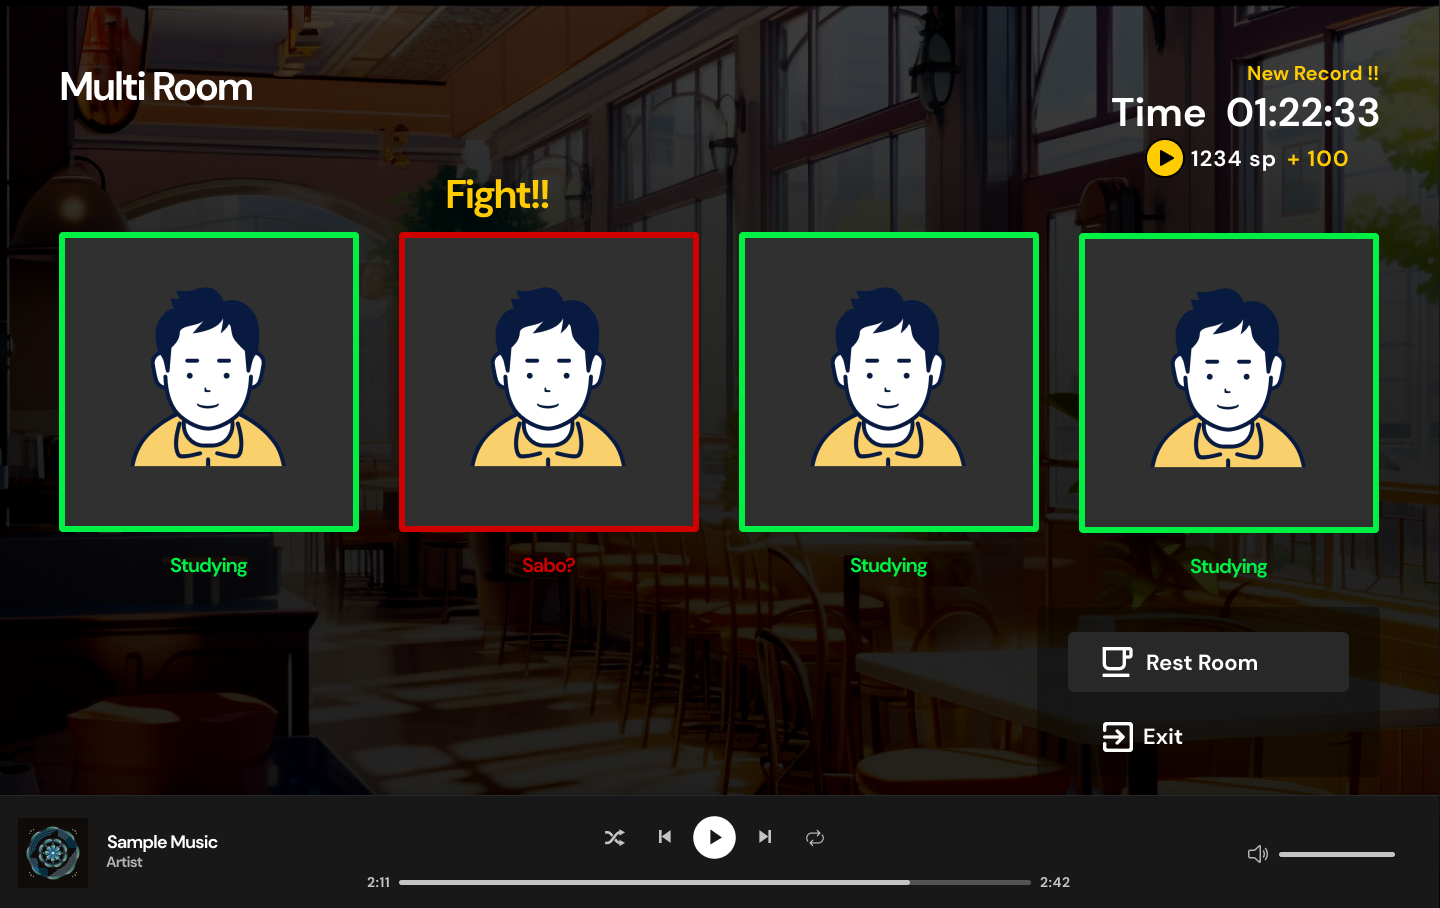 Multi Room
New Record !!
Time 01:22:33
1234 sp + 100
Fight!!
Studying
Sabo?
Studying
Studying
Rest Room
Exit
Sample Music
Artist
2:11
2:42